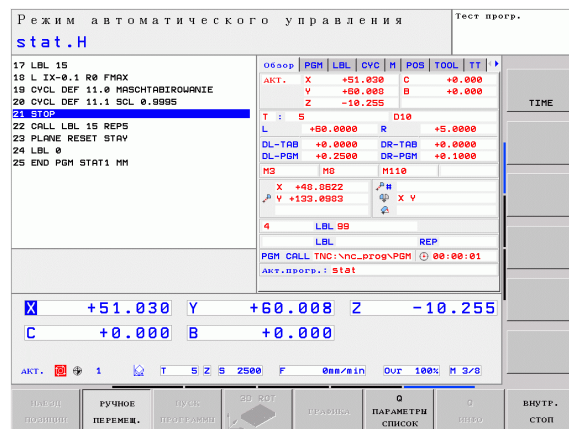 Режим автоматического управления
Тест прогр.
stat.H
17 LBL 15
18 L IX-0.1 R0 FMAX
19 CYCL DEF 11.0 MASCHTABIROWANIE
20 CYCL DEF 11.1 SCL 0.9995
21 STOP
22 CALL LBL 15 REP5
23 PLANE RESET STAY
24 LBL 0
25 END PGM STAT1 MM
Обзор PGM LBL CYC M POS TOOL TT
АКТ. X +51.030 C +0.000
Y +60.008 B +0.000
Z -10.255
T : 5 D10
L +60.0000 R +5.0000
DL-TAB +0.0000 DR-TAB +0.0000
DL-PGM +0.2500 DR-PGM +0.1000
M3 M8 M110
X +48.8622 #
Y +133.0983 X Y
4 LBL 99
LBL REP
PGM CALL TNC:\nc_prog\PGM 00:00:01
Акт.прогр.: stat
X +51.030 Y +60.008 Z -10.255
C +0.000 B +0.000
АКТ. 1 T 5 Z S 2500 F 0mm/min Ovr 100% M 3/8
TIME
НАБОД ПОЗИЦИИ
РУЧНОЕ ПЕРЕМЕЩ.
ПУСК ПРОГРАММЫ
3D ROT
ГРАФИКА
Q ПАРАМЕТРЫ СПИСОК
Q ИНФО
ВНУТР. СТОП